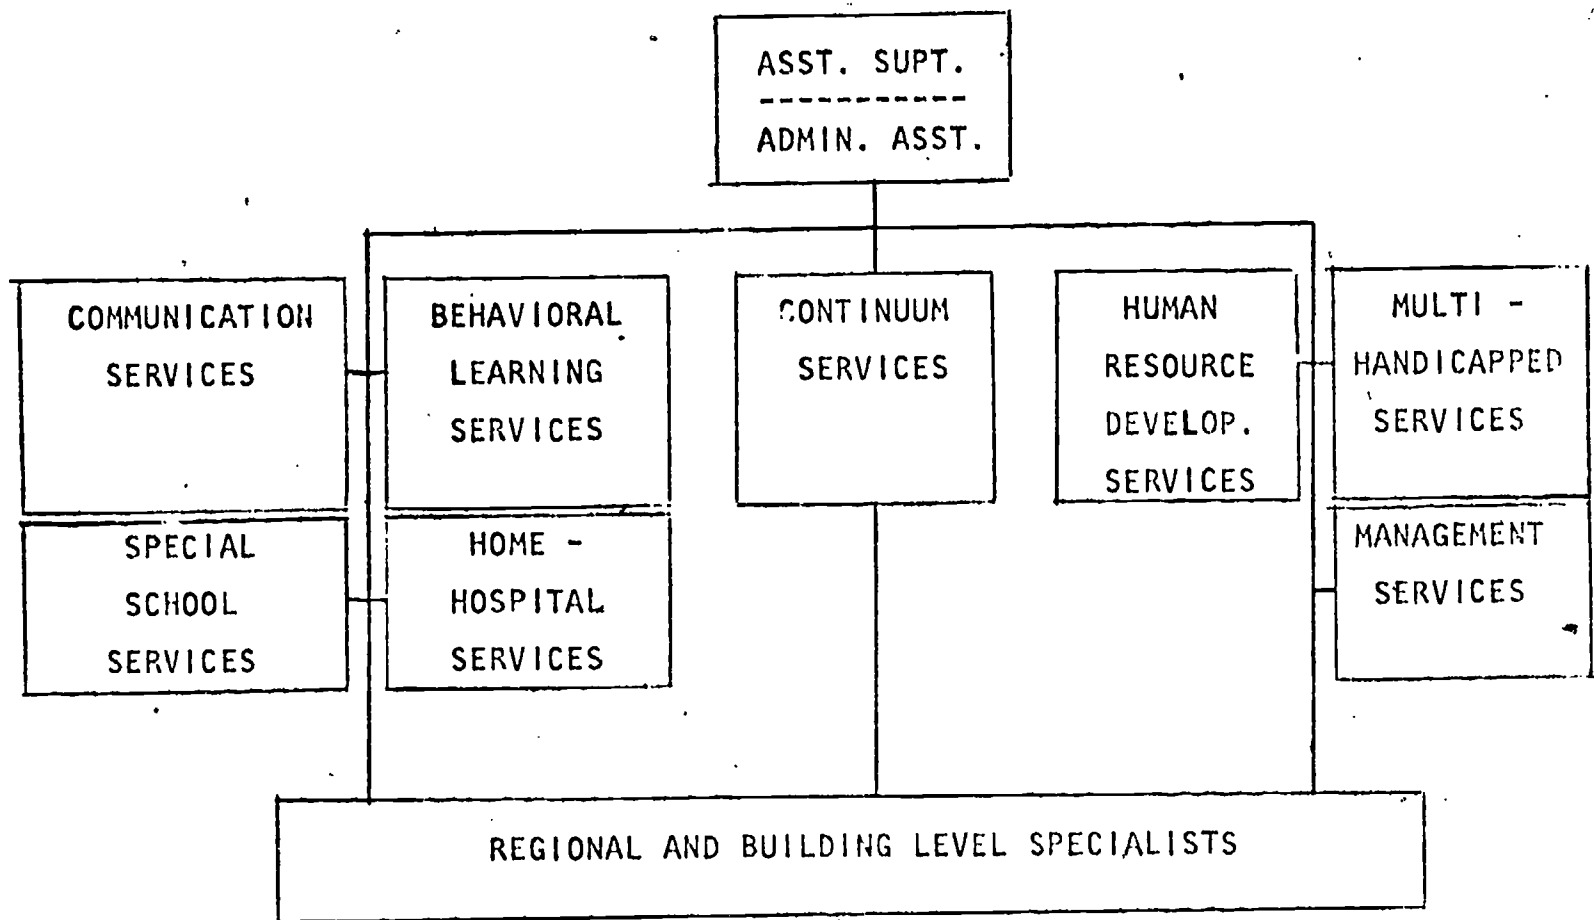 ASST. SUPT.
-----------
ADMIN. ASST.
COMMUNICATION
SERVICES
BEHAVIORAL
LEARNING
SERVICES
CONTINUUM
SERVICES
HUMAN
RESOURCE
DEVELOP.
SERVICES
MULTI -
HANDICAPPED
SERVICES
SPECIAL
SCHOOL
SERVICES
HOME -
HOSPITAL
SERVICES
MANAGEMENT
SERVICES
REGIONAL AND BUILDING LEVEL SPECIALISTS